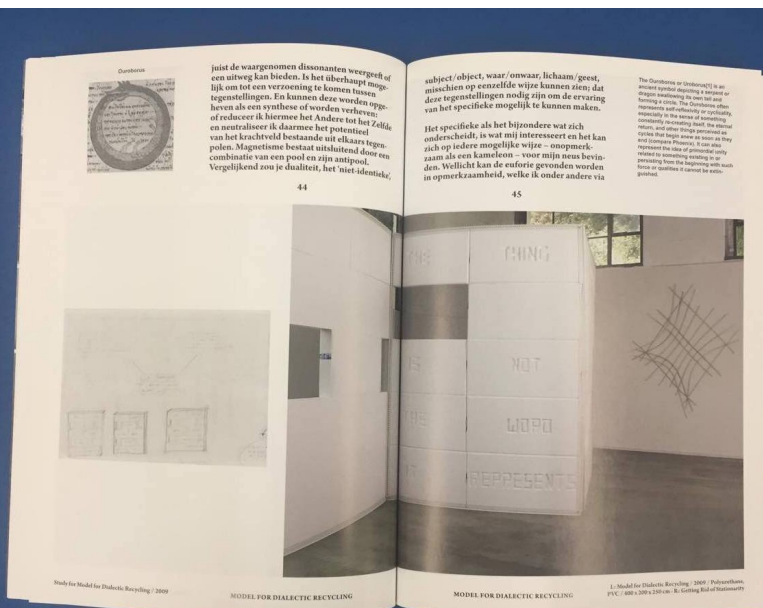 Ouroborus
juist de waargenomen dissonanten weergeeft of
een uitweg kan bieden. Is het überhaupt moge-
lijk om tot een verzoening te komen tussen
tegenstellingen. En kunnen deze worden opge-
heven als een synthese of worden verheven:
of reduceer ik hiermee het Andere tot het Zelfde
en neutraliseer ik daarmee het potentieel
van het krachtveld bestaande uit elkaars tegen-
polen. Magnetisme bestaat uitsluitend door een
combinatie van een pool en zijn antipool.
Vergelijkend zou je dualiteit, het 'niet-identieke',
44
subject/object, waar/onwaar, lichaam/geest,
misschien op eenzelfde wijze kunnen zien; dat
deze tegenstellingen nodig zijn om de ervaring
van het specifieke mogelijk te kunnen maken.
Het specifieke als het bijzondere wat zich
onderscheidt, is wat mij interesseert en het kan
zich op iedere mogelijke wijze – onopmerk-
zaam als een kameleon – voor mijn neus bevin-
den. Wellicht kan de euforie gevonden worden
in opmerkzaamheid, welke ik onder andere via
45
The Ouroboros or Uroborus[1] is an
ancient symbol depicting a serpent or
dragon swallowing its own tail and
forming a circle. The Ouroboros often
represents self-reflexivity or cyclicality,
especially in the sense of something
constantly re-creating itself, the eternal
return, and other things perceived as
cycles that begin anew as soon as they
end (compare Phoenix). It can also
represent the idea of primordial unity
related to something existing in or
persisting from the beginning with such
force or qualities it cannot be extin-
guished.
THE THING
IS NOT
THE WORD
IT REPRESENTS
Study for Model for Dialectic Recycling / 2009
MODEL FOR DIALECTIC RECYCLING
MODEL FOR DIALECTIC RECYCLING
L: Model for Dialectic Recycling / 2009 / Polyurethane,
PVC / 400 x 200 x 250 cm - R: Getting Rid of Stationarity